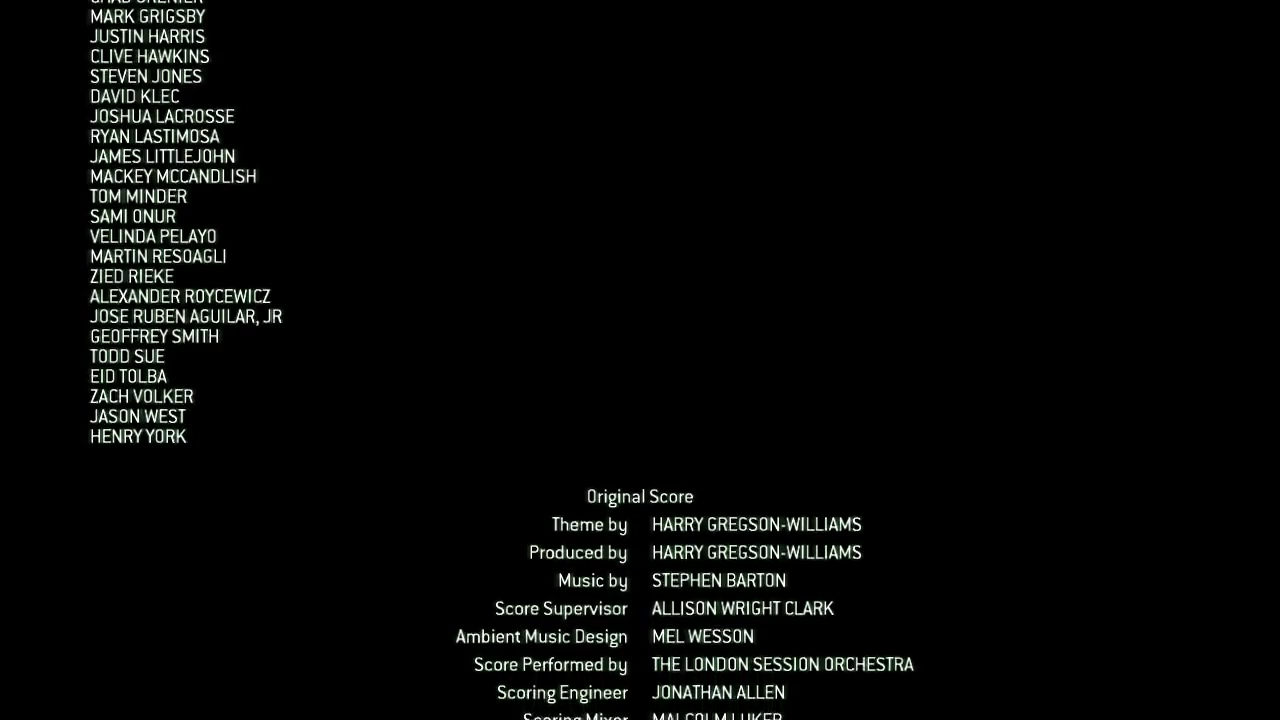 MARK GRIGSBY
JUSTIN HARRIS
CLIVE HAWKINS
STEVEN JONES
DAVID KLEC
JOSHUA LACROSSE
RYAN LASTIMOSA
JAMES LITTLEJOHN
MACKEY MCCANDLISH
TOM MINDER
SAMI ONUR
VELINDA PELAYO
MARTIN RESOAGLI
ZIED RIEKE
ALEXANDER ROYCEWICZ
JOSE RUBEN AGUILAR, JR
GEOFFREY SMITH
TODD SUE
EID TOLBA
ZACH VOLKER
JASON WEST
HENRY YORK
Original Score
Theme by HARRY GREGSON-WILLIAMS
Produced by HARRY GREGSON-WILLIAMS
Music by STEPHEN BARTON
Score Supervisor ALLISON WRIGHT CLARK
Ambient Music Design MEL WESSON
Score Performed by THE LONDON SESSION ORCHESTRA
Scoring Engineer JONATHAN ALLEN
Scoring Mixer MALCOLM LUKER